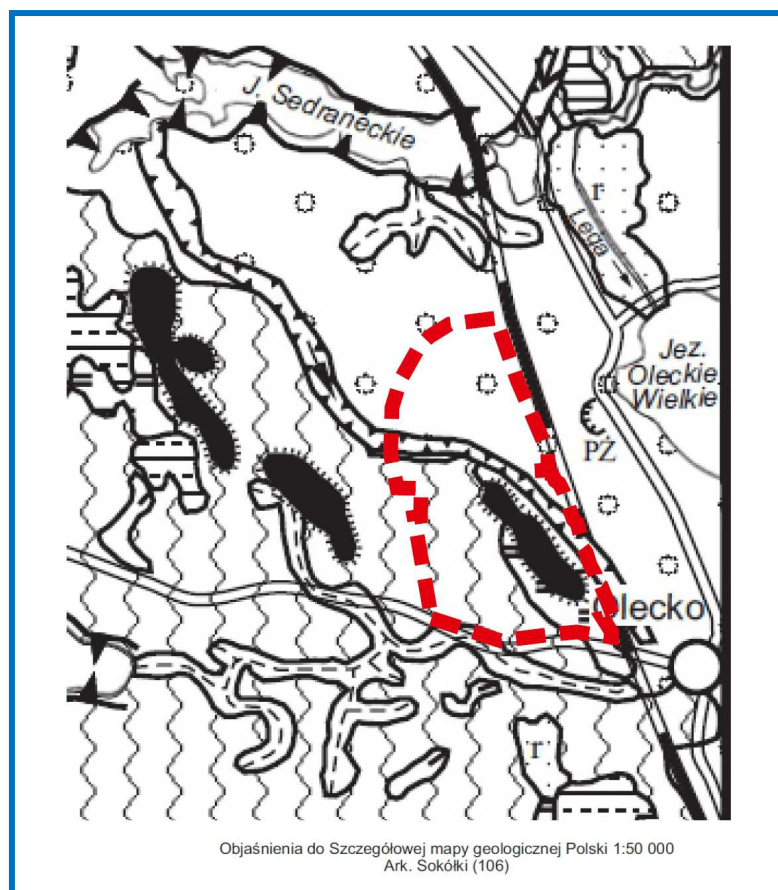 J. Sedraneckie
r
Lega
Jez.
Oleckie
Wielkie
PŻ
Olecko
r
Objaśnienia do Szczegółowej mapy geologicznej Polski 1:50 000
Ark. Sokółki (106)